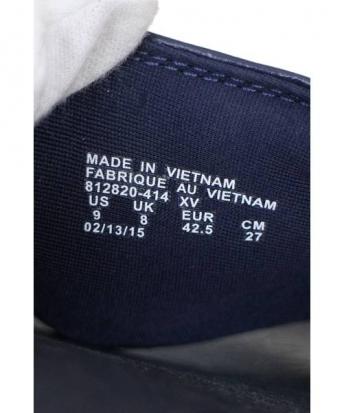 MADE IN VIETNAM
FABRIQUE AU VIETNAM
812820-414 XV
US UK EUR CM
9 8 42.5 27
02/13/15